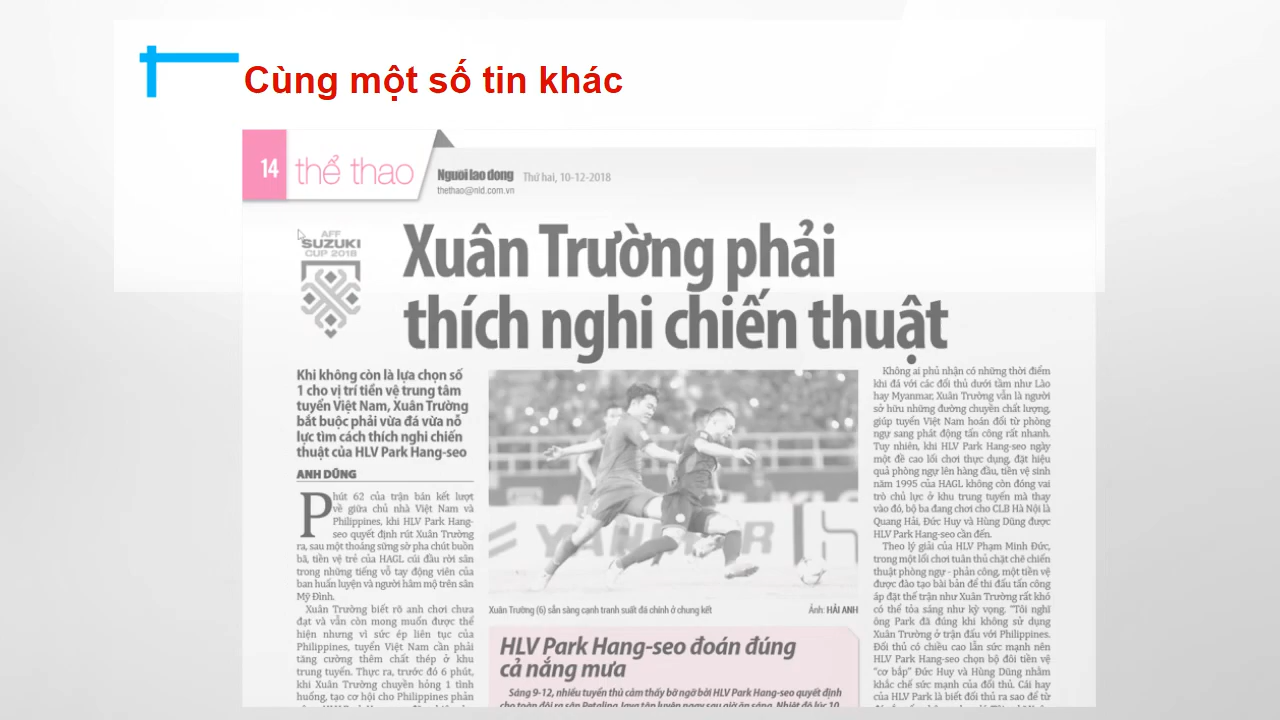 Cùng một số tin khác
14 thể thao
Người lao động Thứ hai, 10-12-2018
thethao@nld.com.vn
AFF
SUZUKI
CUP 2018
Xuân Trường phải
thích nghi chiến thuật
Khi không còn là lựa chọn số
1 cho vị trí tiền vệ trung tâm
tuyển Việt Nam, Xuân Trường
bắt buộc phải vừa đá vừa nỗ
lực tìm cách thích nghi chiến
thuật của HLV Park Hang-seo
ANH DŨNG
Phút 62 của trận bán kết lượt
về giữa chủ nhà Việt Nam và
Philippines, khi HLV Park Hang-
seo quyết định rút Xuân Trường
ra, sau một thoáng sững sờ pha chút buồn
bã, tiền vệ trẻ của HAGL cúi đầu rời sân
trong những tiếng vỗ tay động viên của
ban huấn luyện và người hâm mộ trên sân
Mỹ Đình.
Xuân Trường biết rõ anh chơi chưa
đạt và vẫn còn mong muốn được thể
hiện nhưng vì sức ép liên tục của
Philippines, tuyển Việt Nam cần phải
tăng cường thêm chất thép ở khu
trung tuyến. Thực ra, trước đó 6 phút,
khi Xuân Trường chuyền hỏng 1 tình
huống, tạo cơ hội cho Philippines phản
YANMAR
Xuân Trường (6) sẵn sàng cạnh tranh suất đá chính ở chung kết Ảnh: HẢI ANH
HLV Park Hang-seo đoán đúng
cả nắng mưa
Sáng 9-12, nhiều tuyển thủ cảm thấy bỡ ngỡ bởi HLV Park Hang-seo quyết định
cho toàn đội ra sân Petaling Jaya tập luyện ngay sau giờ ăn sáng. Nhiệt độ lúc 10
Không ai phủ nhận có những thời điểm
khi đá với các đối thủ dưới tầm như Lào
hay Myanmar, Xuân Trường vẫn là người
sở hữu những đường chuyền chất lượng,
giúp tuyển Việt Nam hoán đổi từ phòng
ngự sang phát động tấn công rất nhanh.
Tuy nhiên, khi HLV Park Hang-seo ngày
một đề cao lối chơi thực dụng, đặt hiệu
quả phòng ngự lên hàng đầu, tiền vệ sinh
năm 1995 của HAGL không còn đóng vai
trò chủ lực ở khu trung tuyến mà thay
vào đó, bộ ba đang chơi cho CLB Hà Nội là
Quang Hải, Đức Huy và Hùng Dũng được
HLV Park Hang-seo cần đến.
Theo lý giải của HLV Phạm Minh Đức,
trong một lối chơi tuân thủ chặt chẽ chiến
thuật phòng ngự - phản công, một tiền vệ
được đào tạo bài bản để thi đấu tấn công
áp đặt thế trận như Xuân Trường rất khó
có thể tỏa sáng như kỳ vọng. "Tôi nghĩ
ông Park đã đúng khi không sử dụng
Xuân Trường ở trận đấu với Philippines.
Đối thủ có chiều cao lẫn sức mạnh nên
HLV Park Hang-seo chọn bộ đôi tiền vệ
"cơ bắp" Đức Huy và Hùng Dũng nhằm
khắc chế sức mạnh của đối thủ. Cái hay
của HLV Park là biết đối thủ ra sao để từ